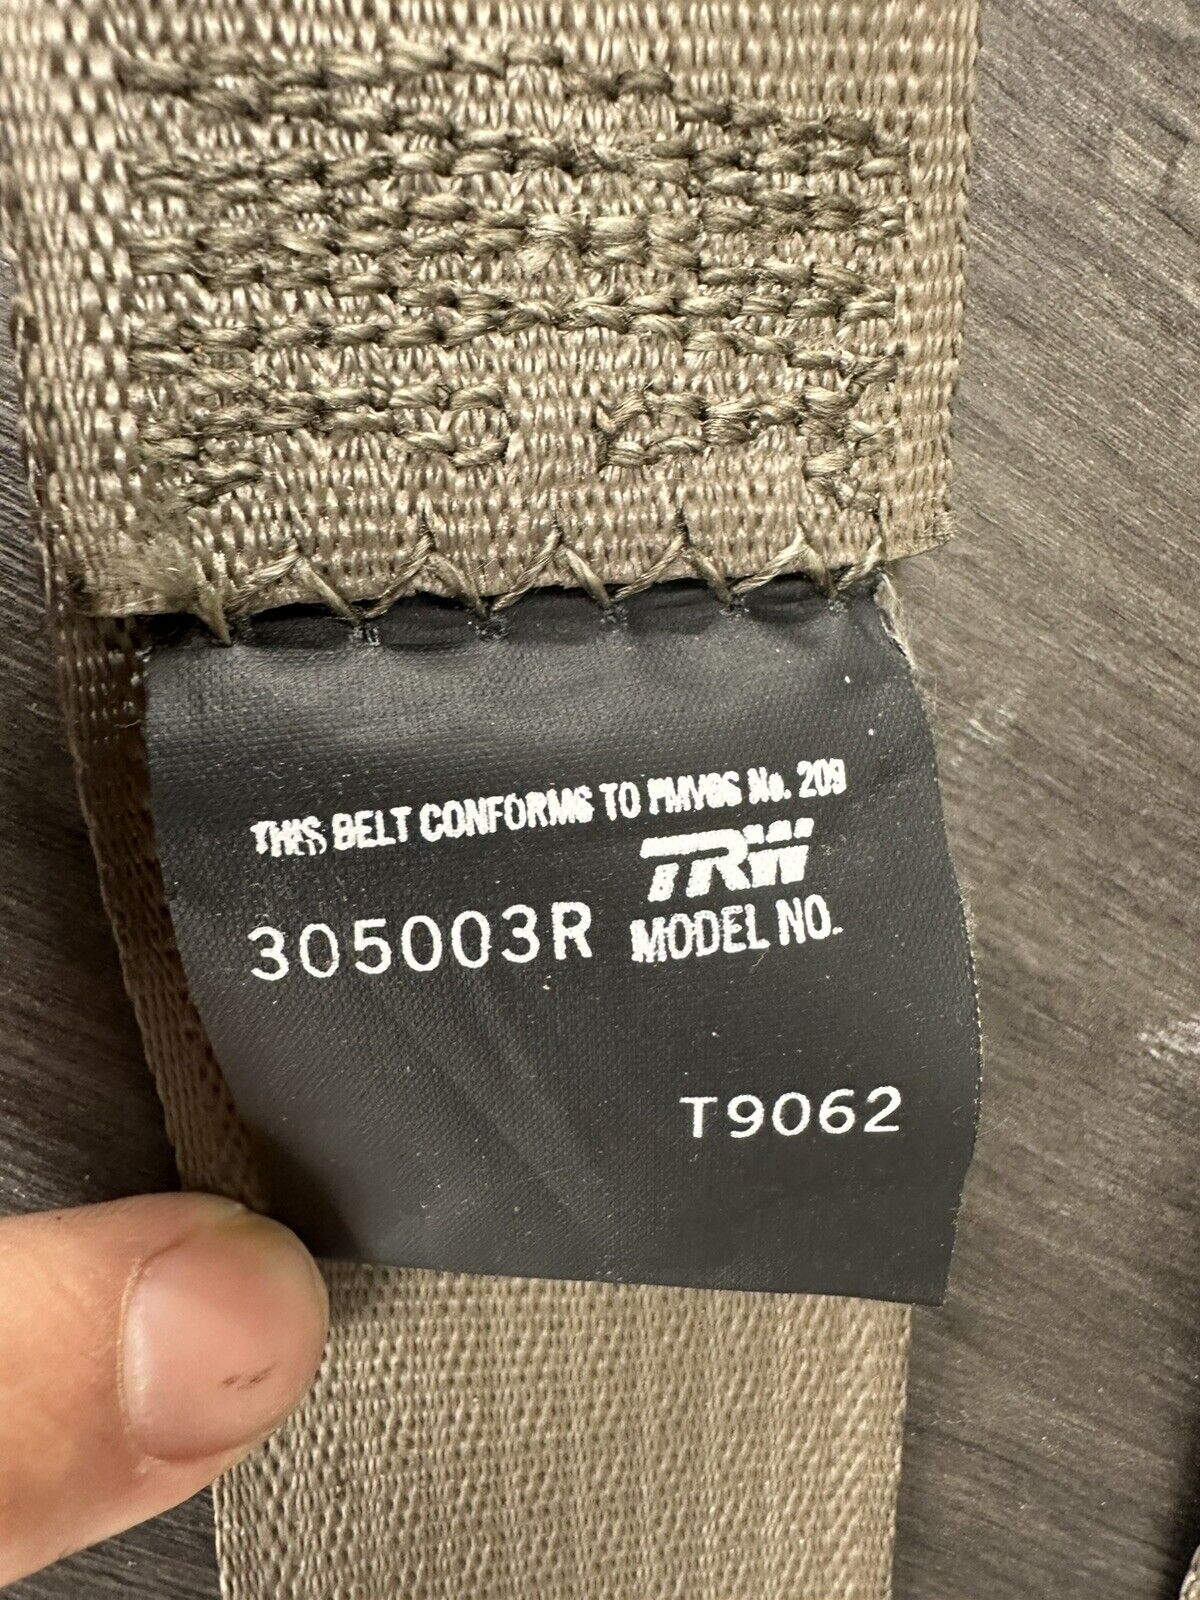 THIS BELT CONFORMS TO FMVSS No. 209
TRW
305003R MODEL NO.
T9062